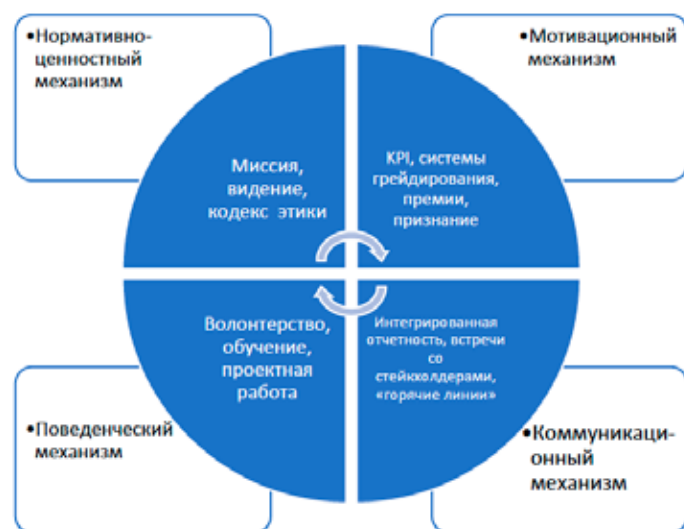 •Нормативно-
ценностный
механизм
•Мотивационный
механизм
Миссия,
видение,
кодекс этики
KPI, системы
грейдирования,
премии,
признание
Волонтерство,
обучение,
проектная
работа
Интегрированная
отчетность, встречи
со
стейкхолдерами,
«горячие линии»
•Поведенческий
механизм
•Коммуникаци-
онный
механизм